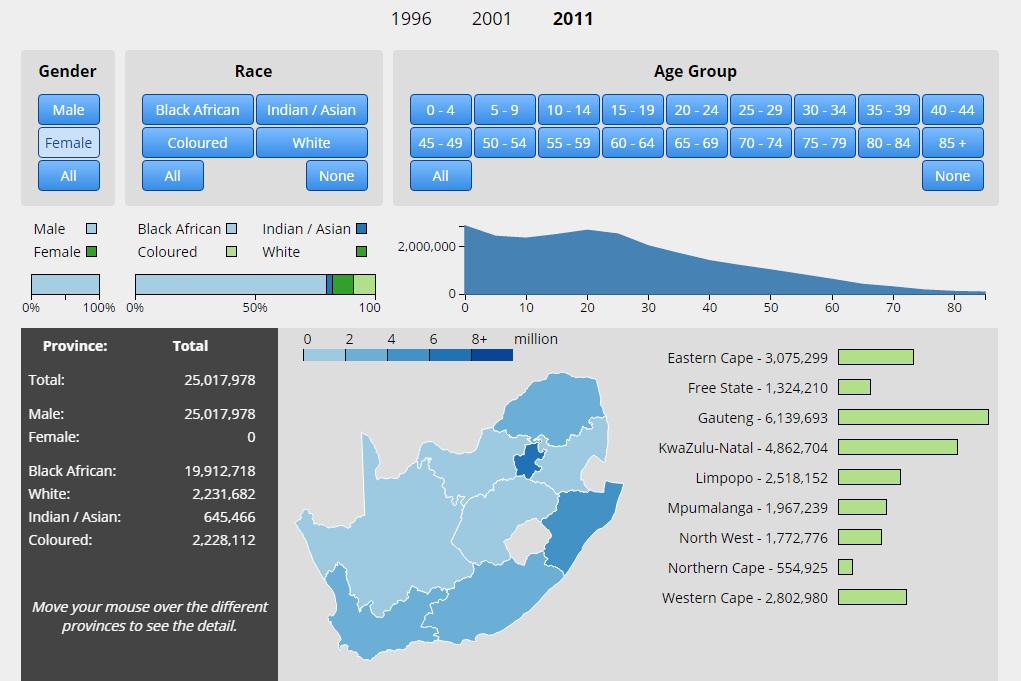 1996 2001 2011
Gender Race Age Group
Male Black African Indian / Asian 0 - 4 5 - 9 10 - 14 15 - 19 20 - 24 25 - 29 30 - 34 35 - 39 40 - 44
Female Coloured White 45 - 49 50 - 54 55 - 59 60 - 64 65 - 69 70 - 74 75 - 79 80 - 84 85 +
All All None All None
Male Black African Indian / Asian
Female Coloured White
2,000,000
0
0% 100% 0% 50% 100
0 10 20 30 40 50 60 70 80
Province: Total
Total: 25,017,978
Male: 25,017,978
Female: 0
Black African: 19,912,718
White: 2,231,682
Indian / Asian: 645,466
Coloured: 2,228,112
Move your mouse over the different
provinces to see the detail.
0 2 4 6 8+ million
Eastern Cape - 3,075,299
Free State - 1,324,210
Gauteng - 6,139,693
KwaZulu-Natal - 4,862,704
Limpopo - 2,518,152
Mpumalanga - 1,967,239
North West - 1,772,776
Northern Cape - 554,925
Western Cape - 2,802,980